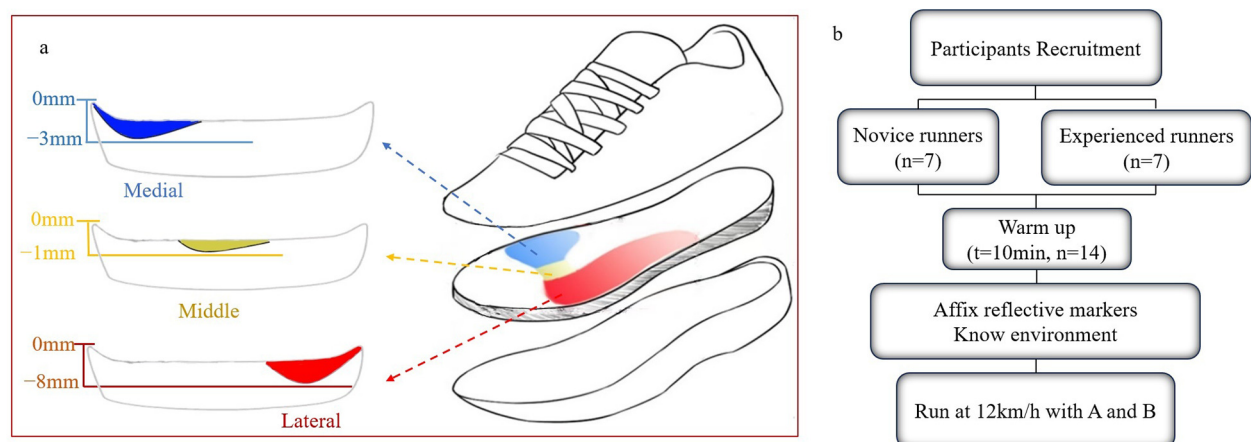 a
0mm
−3mm
Medial
0mm
−1mm
Middle
0mm
−8mm
Lateral
b
Participants Recruitment
Novice runners
(n=7)
Experienced runners
(n=7)
Warm up
(t=10min, n=14)
Affix reflective markers
Know environment
Run at 12km/h with A and B